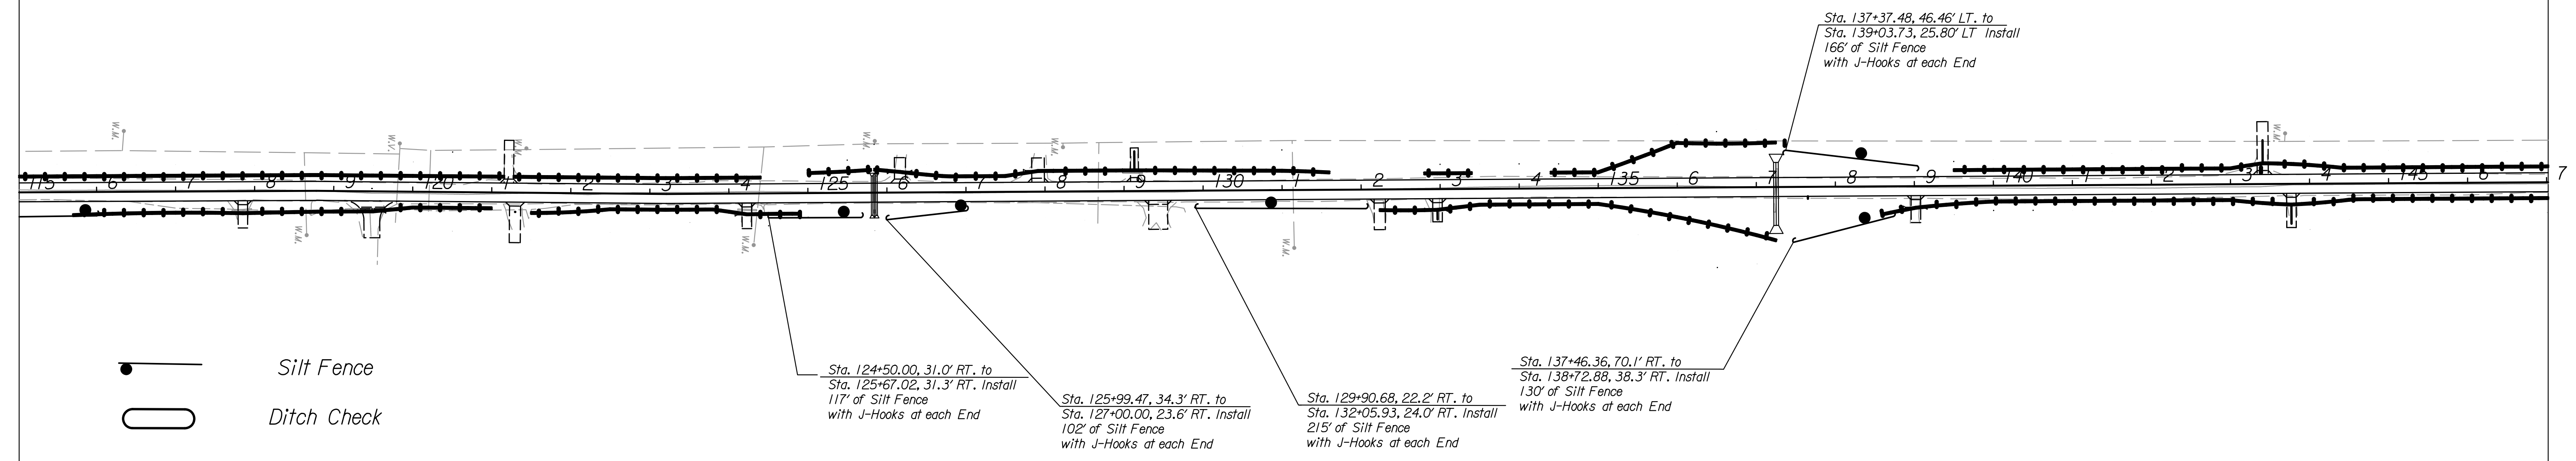 Sta. 137+37.48, 46.46' LT. to
Sta. 139+03.73, 25.80' LT Install
166' of Silt Fence
with J-Hooks at each End
W.M.
W.V.
W.M.
W.M.
W.M.
W.M.
115 6 7 8 9 120 1 2 3 4 125 6 7 8 9 130 1 2 3 4 135 6 7 8 9 140 1 2 3 4 145 6 7
W.M.
W.M.
W.M.
Silt Fence
Ditch Check
Sta. 124+50.00, 31.0' RT. to
Sta. 125+67.02, 31.3' RT. Install
117' of Silt Fence
with J-Hooks at each End
Sta. 125+99.47, 34.3' RT. to
Sta. 127+00.00, 23.6' RT. Install
102' of Silt Fence
with J-Hooks at each End
Sta. 129+90.68, 22.2' RT. to
Sta. 132+05.93, 24.0' RT. Install
215' of Silt Fence
with J-Hooks at each End
Sta. 137+46.36, 70.1' RT. to
Sta. 138+72.88, 38.3' RT. Install
130' of Silt Fence
with J-Hooks at each End